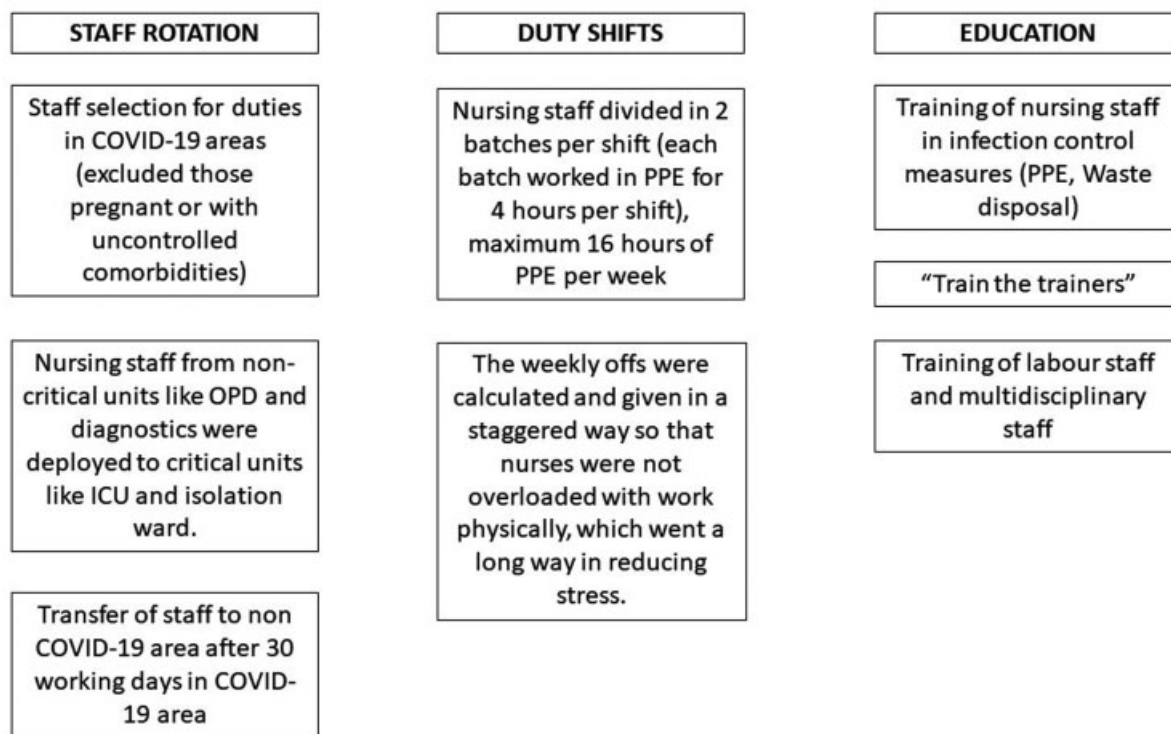 STAFF ROTATION
Staff selection for duties
in COVID-19 areas
(excluded those
pregnant or with
uncontrolled
comorbidities)
Nursing staff from non-
critical units like OPD and
diagnostics were
deployed to critical units
like ICU and isolation
ward.
Transfer of staff to non
COVID-19 area after 30
working days in COVID-
19 area
DUTY SHIFTS
Nursing staff divided in 2
batches per shift (each
batch worked in PPE for
4 hours per shift),
maximum 16 hours of
PPE per week
The weekly offs were
calculated and given in a
staggered way so that
nurses were not
overloaded with work
physically, which went a
long way in reducing
stress.
EDUCATION
Training of nursing staff
in infection control
measures (PPE, Waste
disposal)
“Train the trainers”
Training of labour staff
and multidisciplinary
staff